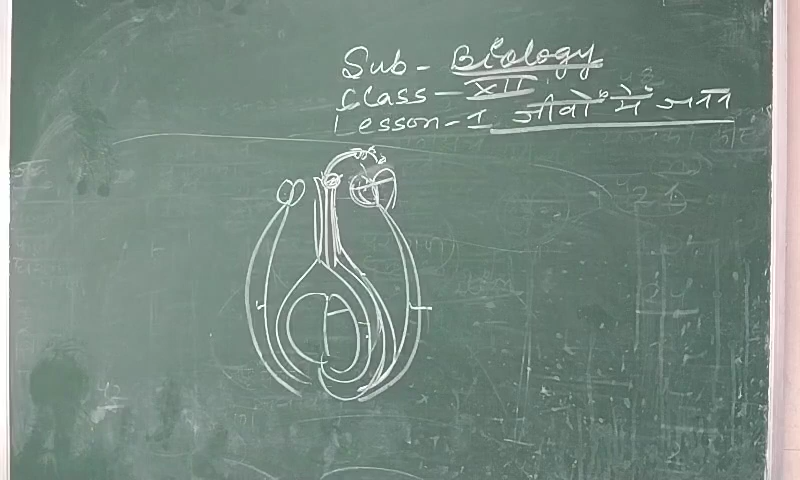 Sub - Biology
Class - XII
Lesson - 1 जीवों में जनन